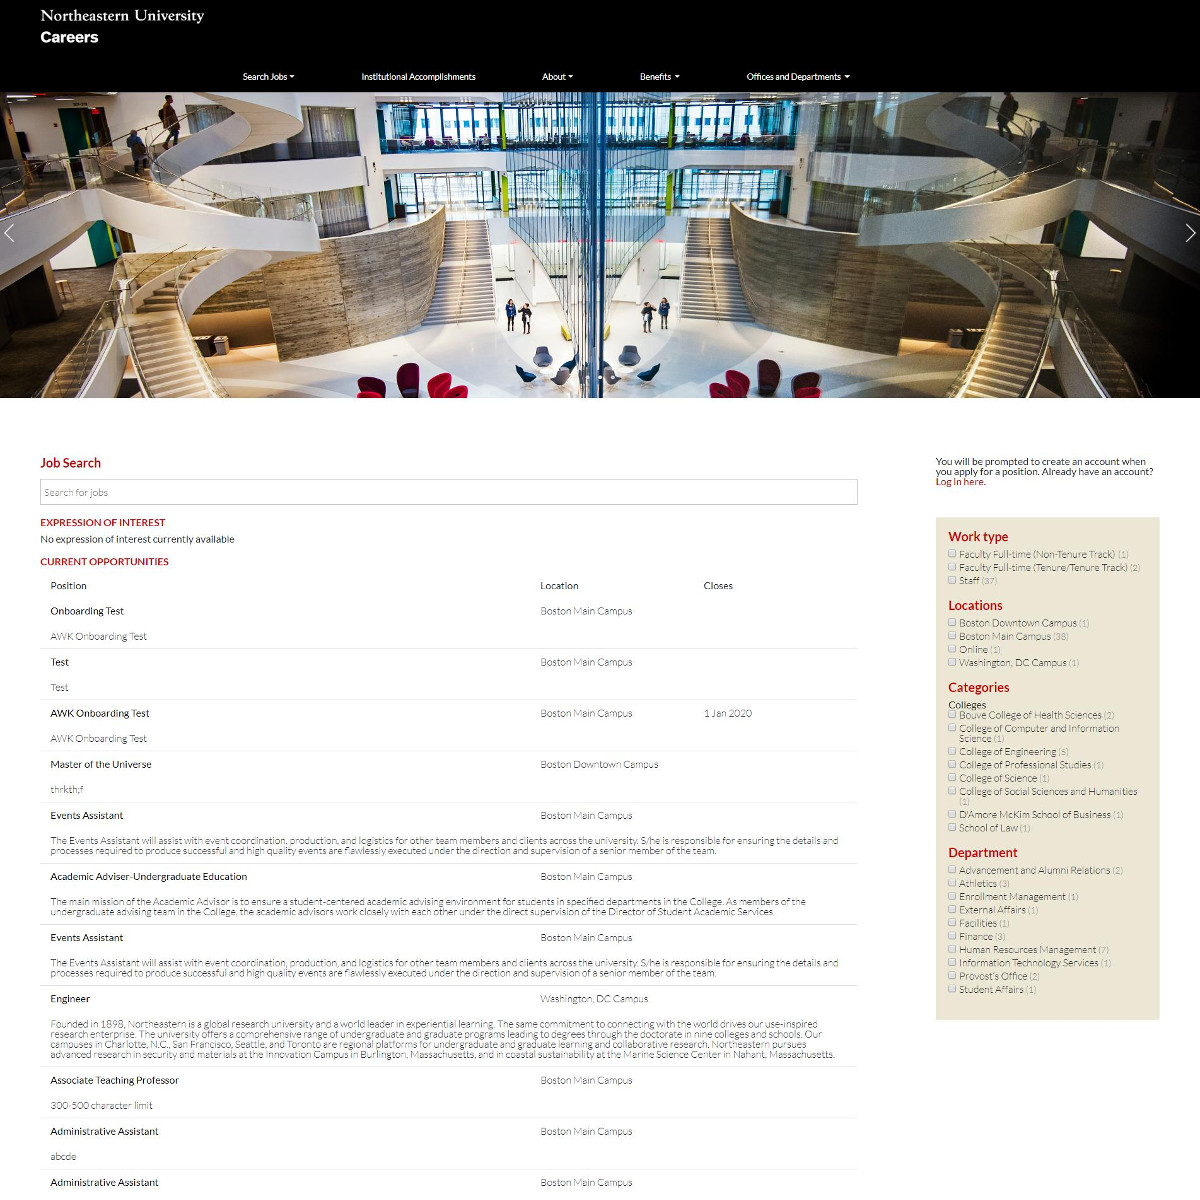 Northeastern University
Careers
Search Jobs
Institutional Accomplishments
About
Benefits
Offices and Departments
Job Search
Search for jobs
EXPRESSION OF INTEREST
No expression of interest currently available
CURRENT OPPORTUNITIES
Position Location Closes
Onboarding Test Boston Main Campus
AWK Onboarding Test
Test Boston Main Campus
Test
AWK Onboarding Test Boston Main Campus 1 Jan 2020
AWK Onboarding Test
Master of the Universe Boston Downtown Campus
thrkth;f
Events Assistant Boston Main Campus
The Events Assistant will assist with event coordination, production, and logistics for other team members and clients across the university. S/he is responsible for ensuring the details and
processes required to produce successful and high quality events are flawlessly executed under the direction and supervision of a senior member of the team.
Academic Adviser-Undergraduate Education Boston Main Campus
The main mission of the Academic Advisor is to ensure a student-centered academic advising environment for students in specified departments in the College. As members of the
undergraduate advising team in the College, the academic advisors work closely with each other under the direct supervision of the Director of Student Academic Services.
Events Assistant Boston Main Campus
The Events Assistant will assist with event coordination, production, and logistics for other team members and clients across the university. S/he is responsible for ensuring the details and
processes required to produce successful and high quality events are flawlessly executed under the direction and supervision of a senior member of the team.
Engineer Washington, DC Campus
Founded in 1898, Northeastern is a global research university and a world leader in experiential learning. The same commitment to connecting with the world drives our use-inspired
research enterprise. The university offers a comprehensive range of undergraduate and graduate programs leading to degrees through the doctorate in nine colleges and schools. Our
campuses in Charlotte, N.C., San Francisco, Seattle, and Toronto are regional platforms for undergraduate and graduate learning and collaborative research. Northeastern pursues
advanced research in security and materials at the Innovation Campus in Burlington, Massachusetts, and in coastal sustainability at the Marine Science Center in Nahant, Massachusetts.
Associate Teaching Professor Boston Main Campus
300-500 character limit
Administrative Assistant Boston Main Campus
abcde
Administrative Assistant Boston Main Campus
You will be prompted to create an account when
you apply for a position. Already have an account?
Log in here.
Work type
Faculty Full-time (Non-Tenure Track) (1)
Faculty Full-time (Tenure/Tenure Track) (2)
Staff (37)
Locations
Boston Downtown Campus (1)
Boston Main Campus (38)
Online (1)
Washington, DC Campus (1)
Categories
Colleges
Bouve College of Health Sciences (2)
College of Computer and Information
Science (1)
College of Engineering (5)
College of Professional Studies (1)
College of Science (1)
College of Social Sciences and Humanities
(1)
D'Amore McKim School of Business (1)
School of Law (1)
Department
Advancement and Alumni Relations (2)
Athletics (3)
Enrollment Management (1)
External Affairs (1)
Facilities (1)
Finance (3)
Human Resources Management (7)
Information Technology Services (1)
Provost's Office (2)
Student Affairs (1)